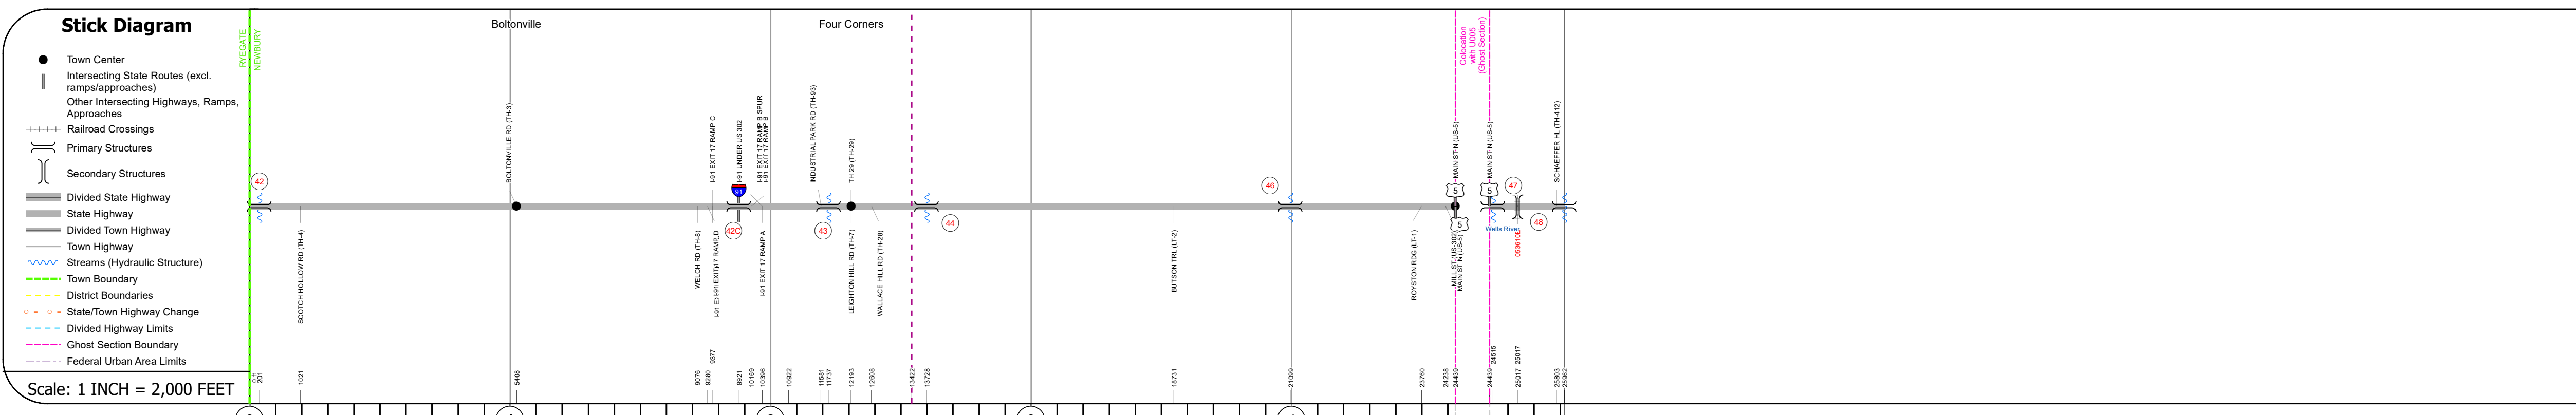 Stick Diagram
Town Center
Intersecting State Routes (excl.
ramps/approaches)
Other Intersecting Highways, Ramps,
Approaches
Railroad Crossings
Primary Structures
Secondary Structures
Divided State Highway
State Highway
Divided Town Highway
Town Highway
Streams (Hydraulic Structure)
Town Boundary
District Boundaries
State/Town Highway Change
Divided Highway Limits
Ghost Section Boundary
Federal Urban Area Limits
Scale: 1 INCH = 2,000 FEET
RYEGATE
NEWBURY
Boltonville
Four Corners
Colocation
with U005
(Ghost Section)
BOLTONVILLE RD (TH-3)
I-91 EXIT 17 RAMP C
I-91 UNDER US 302
I-91 EXIT 17 RAMP B SPUR
I-91 EXIT 17 RAMP B
INDUSTRIAL PARK RD (TH-93)
TH 29 (TH-29)
MAIN ST N (US-5)
MAIN ST N (US-5)
SCHAEFFER HL (TH-412)
42
91
46
5
5
47
42C
43
44
5
48
Wells River
SCOTCH HOLLOW RD (TH-4)
WELCH RD (TH-8)
I-91 EXIT 17 RAMP A
LEIGHTON HILL RD (TH-7)
WALLACE HILL RD (TH-28)
BUTSON TRL (LT-2)
ROYSTON RDG (LT-1)
MILL ST (US-302)
MAIN ST N (US-5)
0 ft
201
1021
5408
9076
9280
9377
9921
10169
10396
10922
11581
11737
12193
12608
13422
13728
18731
21099
23760
24238
24439
24439
24515
25017
25017
25803
25962